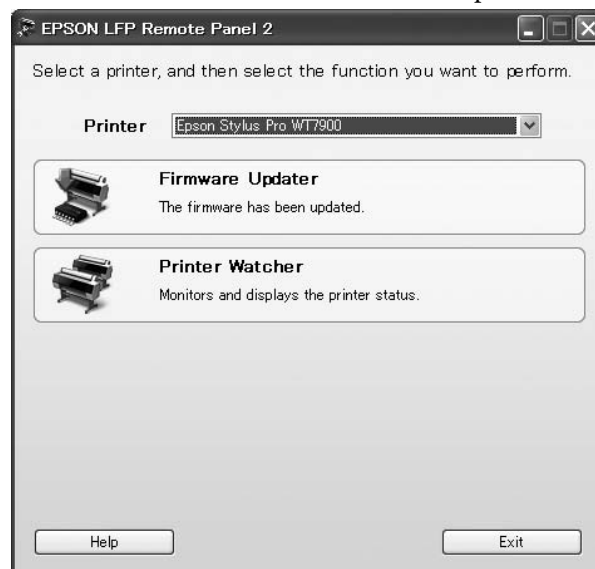 EPSON LFP Remote Panel 2
Select a printer, and then select the function you want to perform.
Printer Epson Stylus Pro WT7900
Firmware Updater
The firmware has been updated.
Printer Watcher
Monitors and displays the printer status.
Help Exit